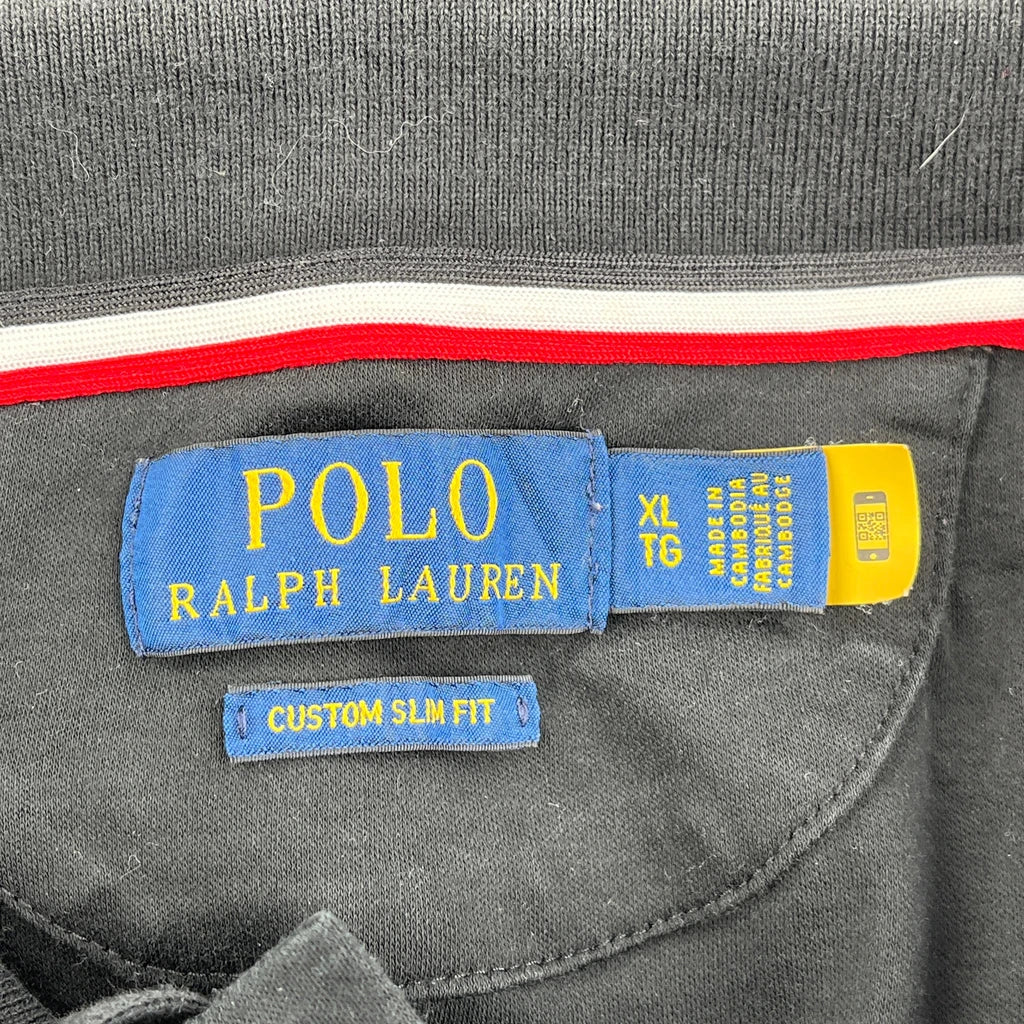 POLO
RALPH LAUREN
XL
TG
MADE IN
CAMBODIA
FABRIQUÉ AU
CAMBODGE
CUSTOM SLIM FIT